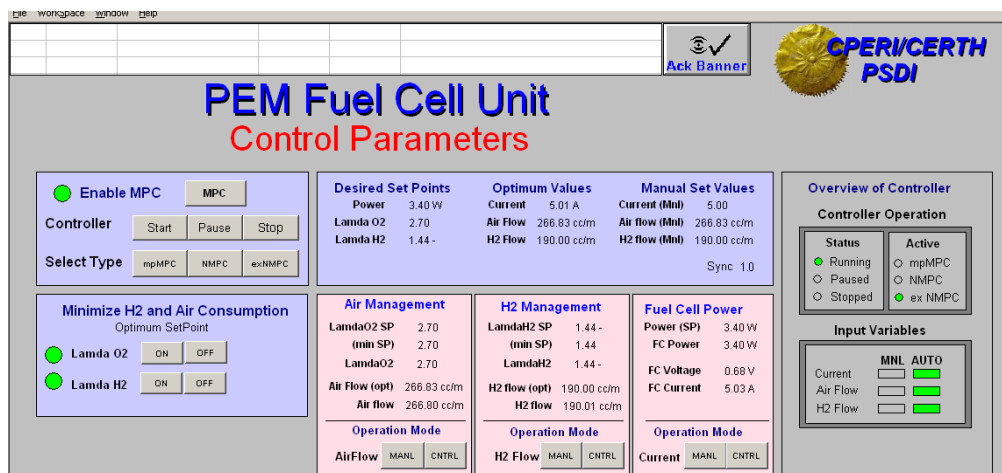 File WorkSpace Window Help
Ack Banner
CPERI/CERTH
PSDI
PEM Fuel Cell Unit
Control Parameters
Enable MPC MPC
Controller Start Pause Stop
Select Type mpMPC NMPC exNMPC
Desired Set Points Optimum Values Manual Set Values
Power 3.40 W Current 5.01 A Current (Mnl) 5.00
Lamda O2 2.70 Air Flow 266.83 cc/m Air flow (Mnl) 266.83 cc/m
Lamda H2 1.44 - H2 Flow 190.00 cc/m H2 flow (Mnl) 190.00 cc/m
Sync 1.0
Overview of Controller
Controller Operation
Status Active
Running mpMPC
Paused NMPC
Stopped ex NMPC
Input Variables
MNL AUTO
Current
Air Flow
H2 Flow
Minimize H2 and Air Consumption
Optimum SetPoint
Lamda O2 ON OFF
Lamda H2 ON OFF
Air Management
LamdaO2 SP 2.70
(min SP) 2.70
LamdaO2 2.70
Air Flow (opt) 266.83 cc/m
Air flow 266.80 cc/m
Operation Mode
AirFlow MANL CNTRL
H2 Management
LamdaH2 SP 1.44 -
(min SP) 1.44
LamdaH2 1.44 -
H2 flow (opt) 190.00 cc/m
H2 flow 190.01 cc/m
Operation Mode
H2 Flow MANL CNTRL
Fuel Cell Power
Power (SP) 3.40 W
FC Power 3.40 W
FC Voltage 0.68 V
FC Current 5.03 A
Operation Mode
Current MANL CNTRL